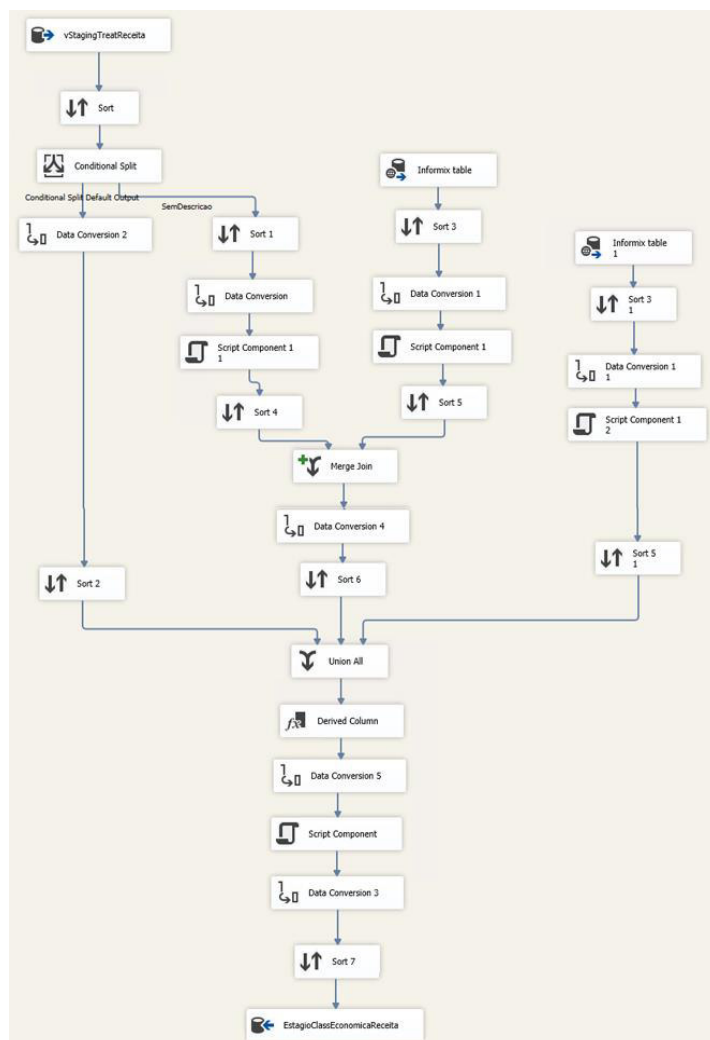 vStagingTreatReceita
Sort
Conditional Split
Conditional Split Default Output
SemDescricao
Data Conversion 2
Sort 1
Data Conversion
Script Component 1
1
Sort 4
Informix table
Sort 3
Data Conversion 1
Script Component 1
Sort 5
Informix table
1
Sort 3
1
Data Conversion 1
1
Script Component 1
2
Merge Join
Data Conversion 4
Sort 2
Sort 6
Sort 5
1
Union All
Derived Column
Data Conversion 5
Script Component
Data Conversion 3
Sort 7
EstagioClassEconomicaReceita